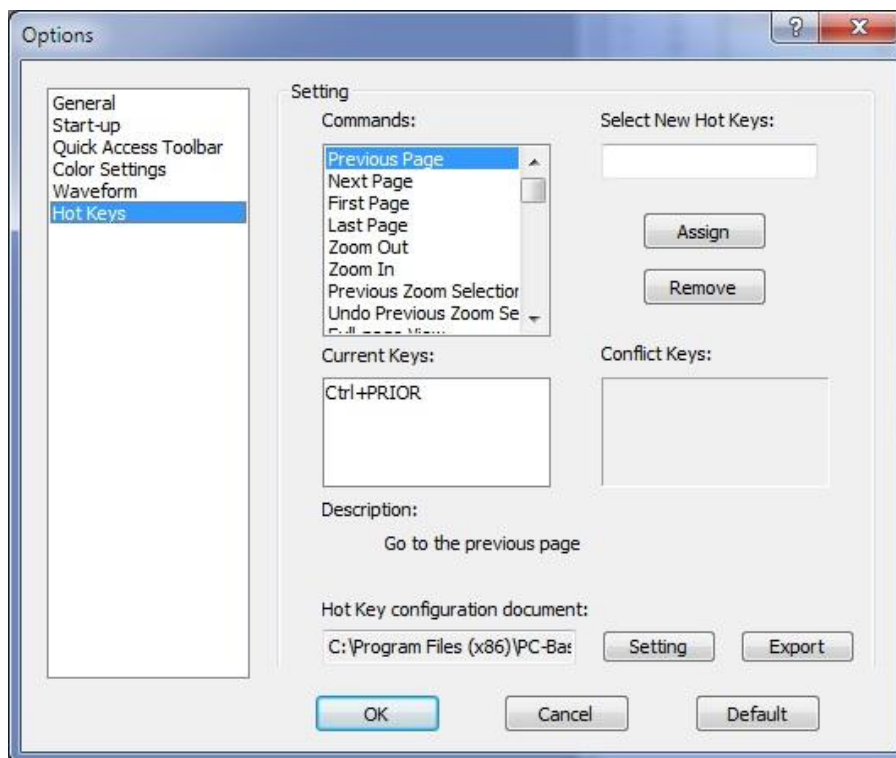 Options
General
Start-up
Quick Access Toolbar
Color Settings
Waveform
Hot Keys
Setting
Commands:
Previous Page
Next Page
First Page
Last Page
Zoom Out
Zoom In
Previous Zoom Selection
Undo Previous Zoom Se
Full-page View
Select New Hot Keys:
Assign
Remove
Current Keys:
Ctrl+PRIOR
Conflict Keys:
Description:
Go to the previous page
Hot Key configuration document:
C:\Program Files (x86)\PC-Bas
Setting
Export
OK
Cancel
Default